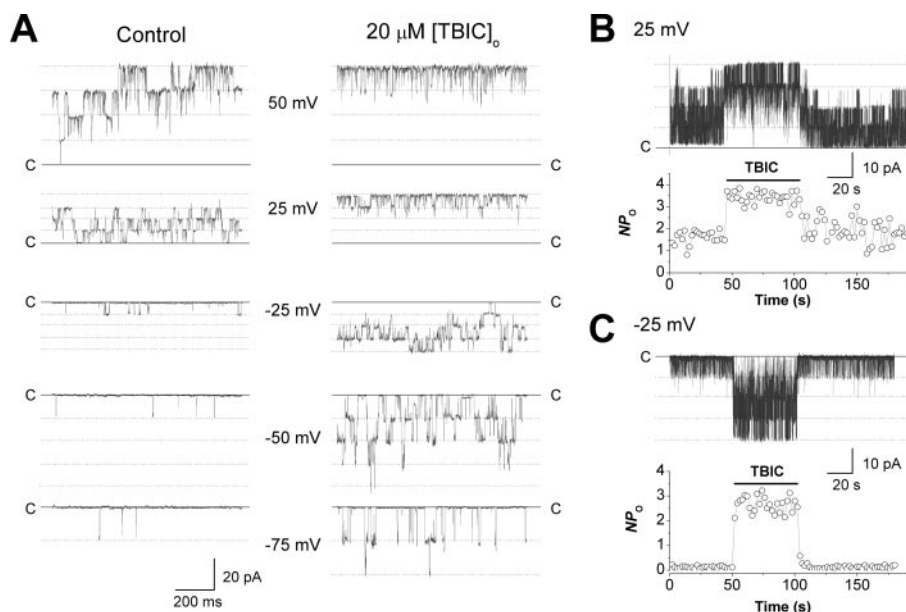 A
Control
20 μM [TBIC]o
50 mV
C
C
25 mV
C
C
C
-25 mV
C
C
-50 mV
C
C
-75 mV
C
20 pA
200 ms
B
25 mV
C
10 pA
20 s
TBIC
NPO
4
3
2
1
0
0 50 100 150
Time (s)
C
-25 mV
C
10 pA
20 s
TBIC
NPO
4
3
2
1
0
0 50 100 150
Time (s)